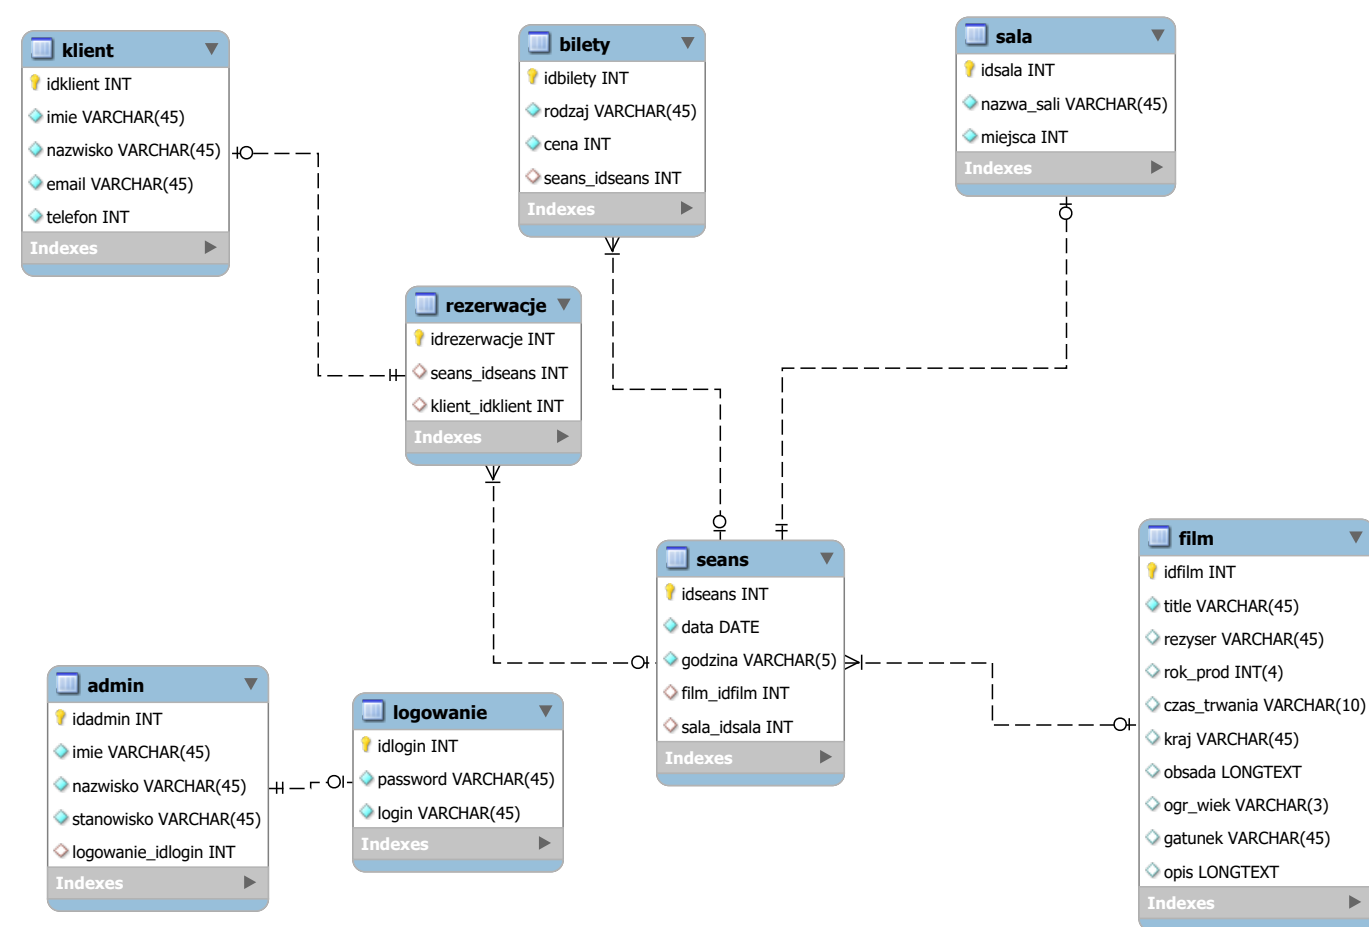 klient
idklient INT
imie VARCHAR(45)
nazwisko VARCHAR(45)
email VARCHAR(45)
telefon INT
Indexes
bilety
idbilety INT
rodzaj VARCHAR(45)
cena INT
seans_idseans INT
Indexes
sala
idsala INT
nazwa_sali VARCHAR(45)
miejsca INT
Indexes
rezerwacje
idrezerwacje INT
seans_idseans INT
klient_idklient INT
Indexes
seans
idseans INT
data DATE
godzina VARCHAR(5)
film_idfilm INT
sala_idsala INT
Indexes
film
idfilm INT
title VARCHAR(45)
rezyser VARCHAR(45)
rok_prod INT(4)
czas_trwania VARCHAR(10)
kraj VARCHAR(45)
obsada LONGTEXT
ogr_wiek VARCHAR(3)
gatunek VARCHAR(45)
opis LONGTEXT
Indexes
admin
idadmin INT
imie VARCHAR(45)
nazwisko VARCHAR(45)
stanowisko VARCHAR(45)
logowanie_idlogin INT
Indexes
logowanie
idlogin INT
password VARCHAR(45)
login VARCHAR(45)
Indexes